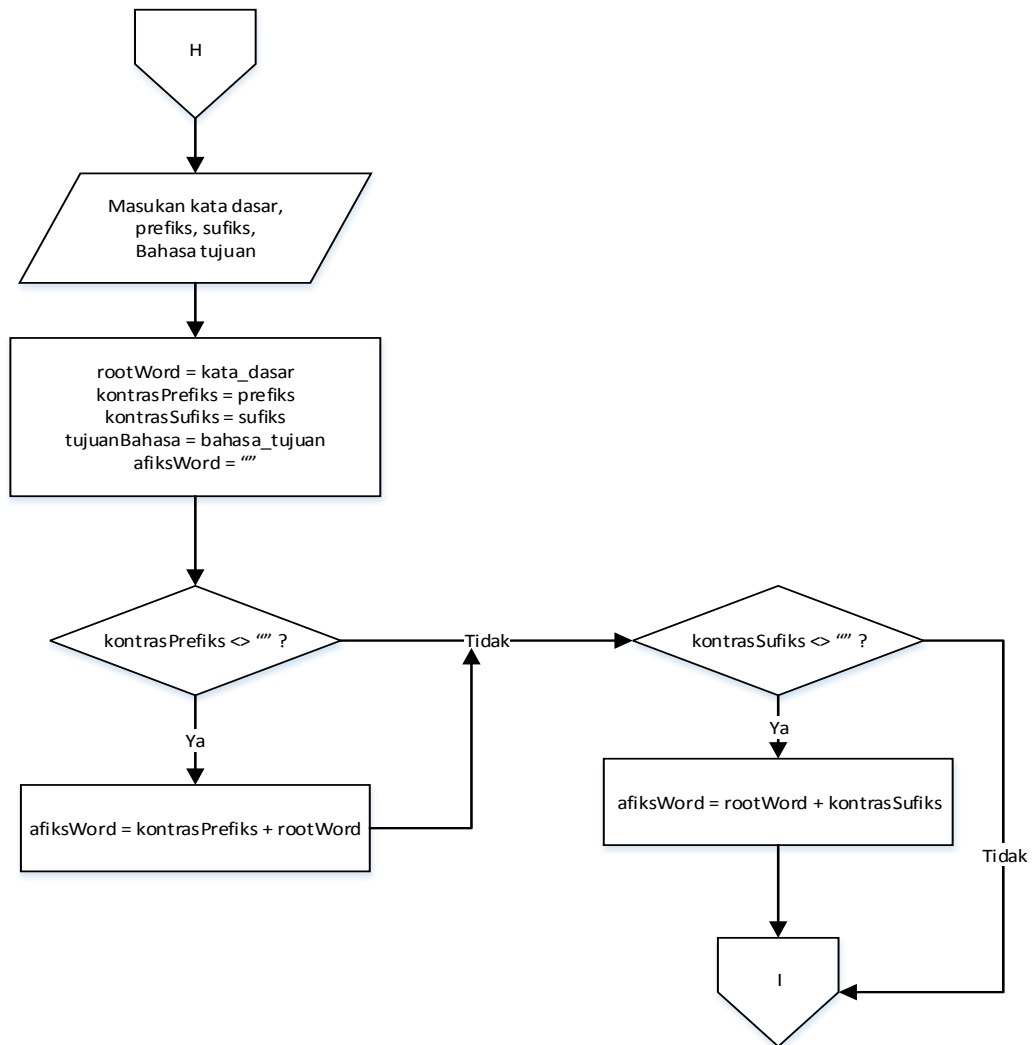 H
Masukan kata dasar,
prefiks, sufiks,
Bahasa tujuan
rootWord = kata_dasar
kontrasPrefiks = prefiks
kontrasSufiks = sufiks
tujuanBahasa = bahasa_tujuan
afiksWord = “”
kontrasPrefiks <> “” ?
Tidak
kontrasSufiks <> “” ?
Ya
Ya
afiksWord = kontrasPrefiks + rootWord
afiksWord = rootWord + kontrasSufiks
Tidak
I